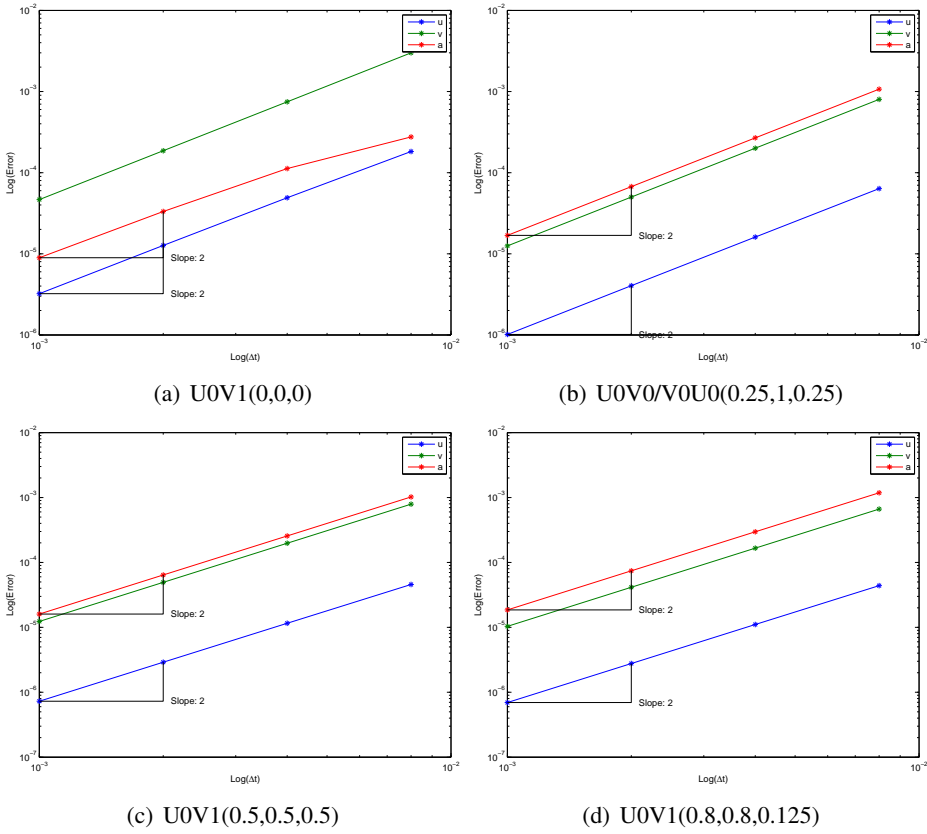 10^-2
10^-3
10^-4
10^-5
10^-6
Log(Error)
u
v
a
Slope: 2
Slope: 2
10^-3
10^-2
Log(Δt)
(a) U0V1(0,0,0)
10^-2
10^-3
10^-4
10^-5
10^-6
Log(Error)
u
v
a
Slope: 2
Slope: 2
10^-3
10^-2
Log(Δt)
(b) U0V0/V0U0(0.25,1,0.25)
10^-2
10^-3
10^-4
10^-5
10^-6
10^-7
Log(Error)
u
v
a
Slope: 2
Slope: 2
10^-3
10^-2
Log(Δt)
(c) U0V1(0.5,0.5,0.5)
10^-2
10^-3
10^-4
10^-5
10^-6
10^-7
Log(Error)
u
v
a
Slope: 2
Slope: 2
10^-3
10^-2
Log(Δt)
(d) U0V1(0.8,0.8,0.125)